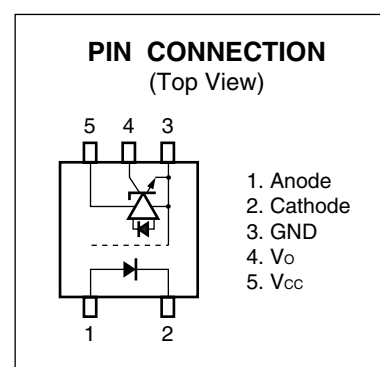 PIN CONNECTION
(Top View)
5 4 3
1. Anode
2. Cathode
3. GND
4. Vo
5. Vcc
1 2